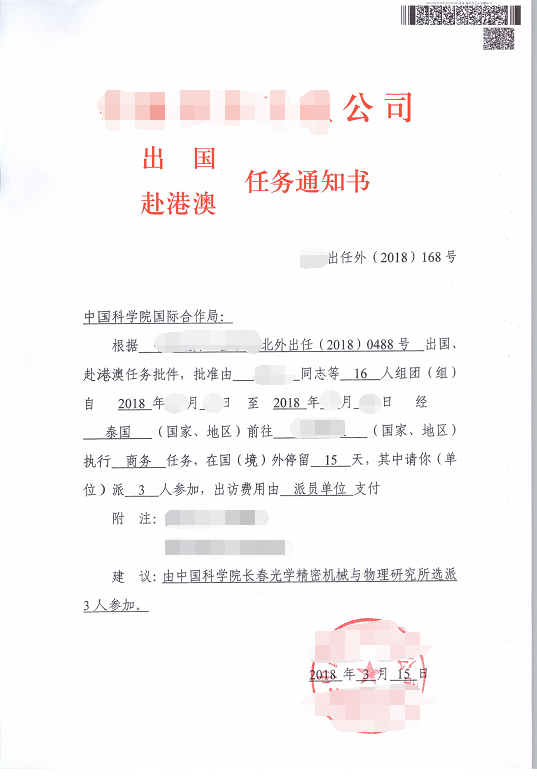 公司
出 国
赴港澳
任务通知书
出任外（2018）168 号
中国科学院国际合作局：
根据 北外出任（2018）0488 号 出国、
赴港澳任务批件，批准由 同志等 16 人组团（组）
自 2018 年 月 日 至 2018 年 月 日 经
泰国 （国家、地区）前往 （国家、地区）
执行 商务 任务，在国（境）外停留 15 天，其中请你（单
位）派 3 人参加，出访费用由 派员单位 支付
附 注：
建 议：由中国科学院长春光学精密机械与物理研究所选派
3 人参加。
2018 年 3 月 15 日